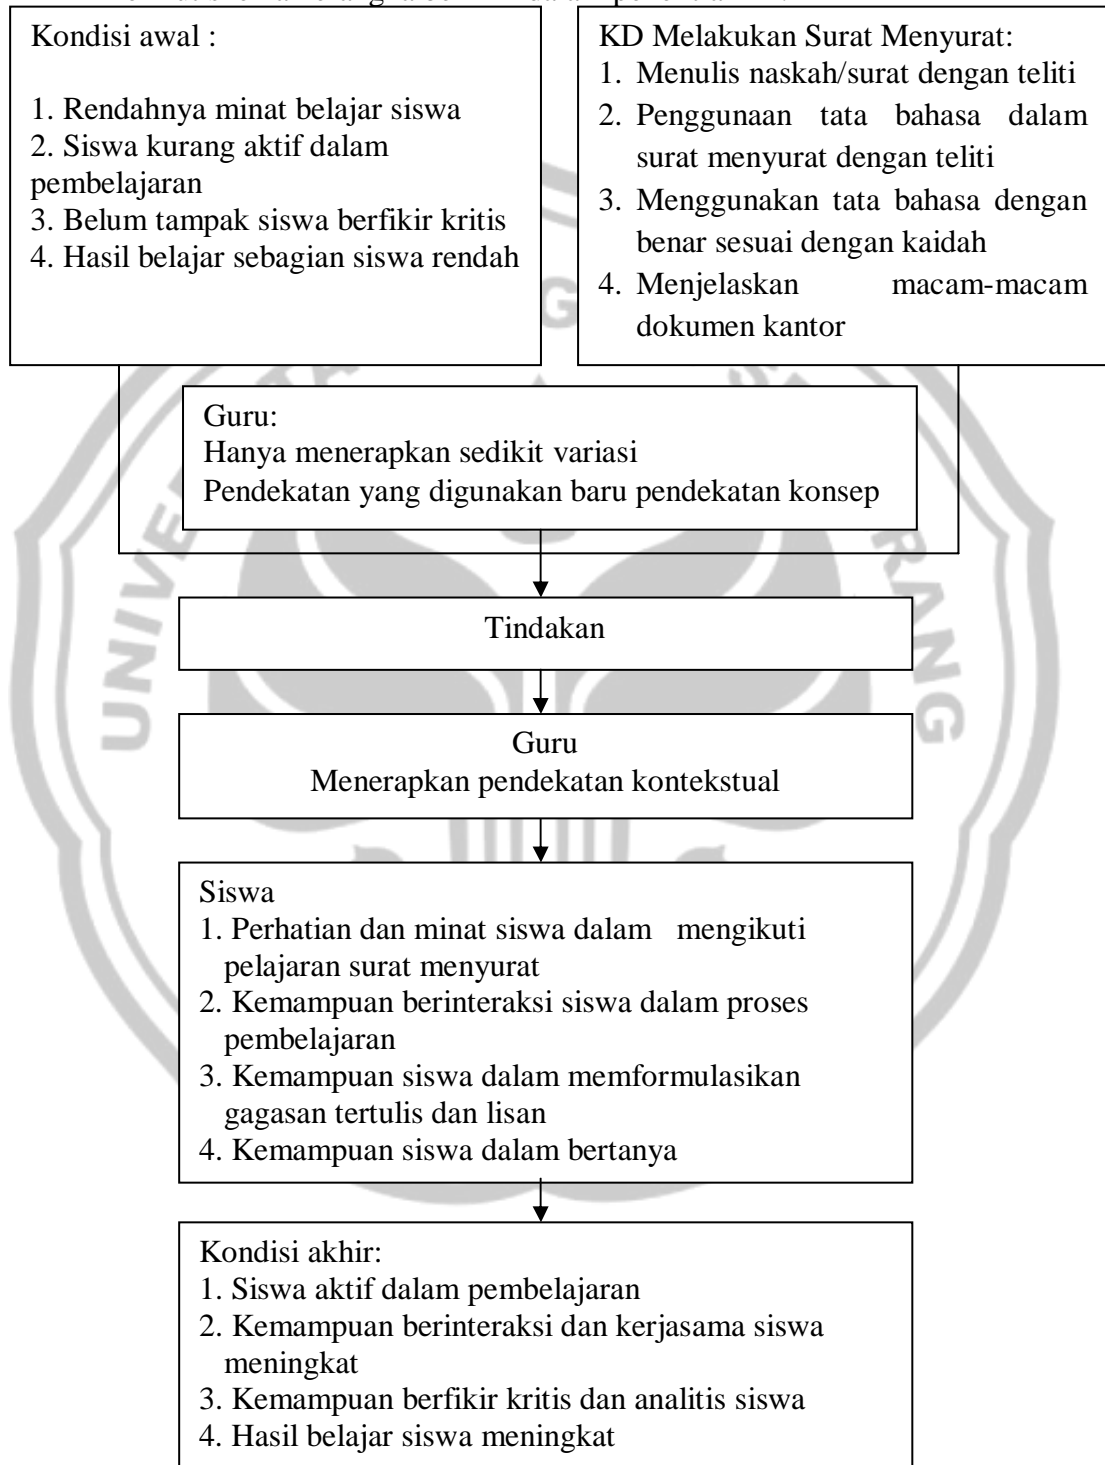 Kondisi awal :
1. Rendahnya minat belajar siswa
2. Siswa kurang aktif dalam
pembelajaran
3. Belum tampak siswa berfikir kritis
4. Hasil belajar sebagian siswa rendah
KD Melakukan Surat Menyurat:
1. Menulis naskah/surat dengan teliti
2. Penggunaan tata bahasa dalam
surat menyurat dengan teliti
3. Menggunakan tata bahasa dengan
benar sesuai dengan kaidah
4. Menjelaskan macam-macam
dokumen kantor
Guru:
Hanya menerapkan sedikit variasi
Pendekatan yang digunakan baru pendekatan konsep
Tindakan
Guru
Menerapkan pendekatan kontekstual
Siswa
1. Perhatian dan minat siswa dalam mengikuti
pelajaran surat menyurat
2. Kemampuan berinteraksi siswa dalam proses
pembelajaran
3. Kemampuan siswa dalam memformulasikan
gagasan tertulis dan lisan
4. Kemampuan siswa dalam bertanya
Kondisi akhir:
1. Siswa aktif dalam pembelajaran
2. Kemampuan berinteraksi dan kerjasama siswa
meningkat
3. Kemampuan berfikir kritis dan analitis siswa
4. Hasil belajar siswa meningkat